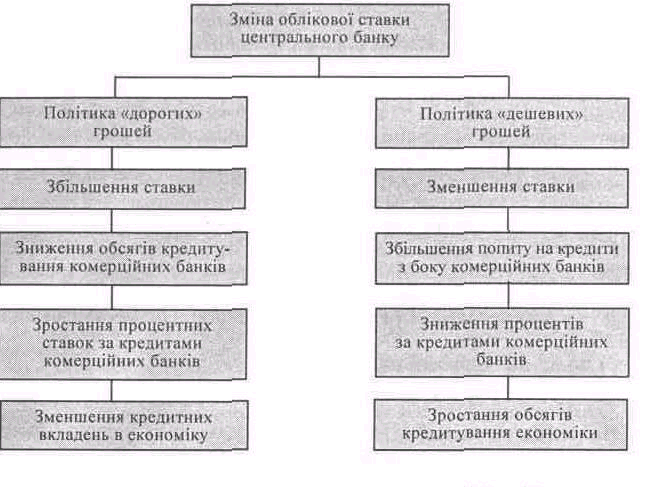 Зміна облікової ставки
центрального банку
Політика «дорогих»
грошей
Політика «дешевих»
грошей
Збільшення ставки
Зменшення ставки
Зниження обсягів кредиту-
вання комерційних банків
Збільшення попиту на кредити
з боку комерційних банків
Зростання процентних
ставок за кредитами
комерційних банків
Зниження процентів
за кредитами комерційних
банків
Зменшення кредитних
вкладень в економіку
Зростання обсягів
кредитування економіки